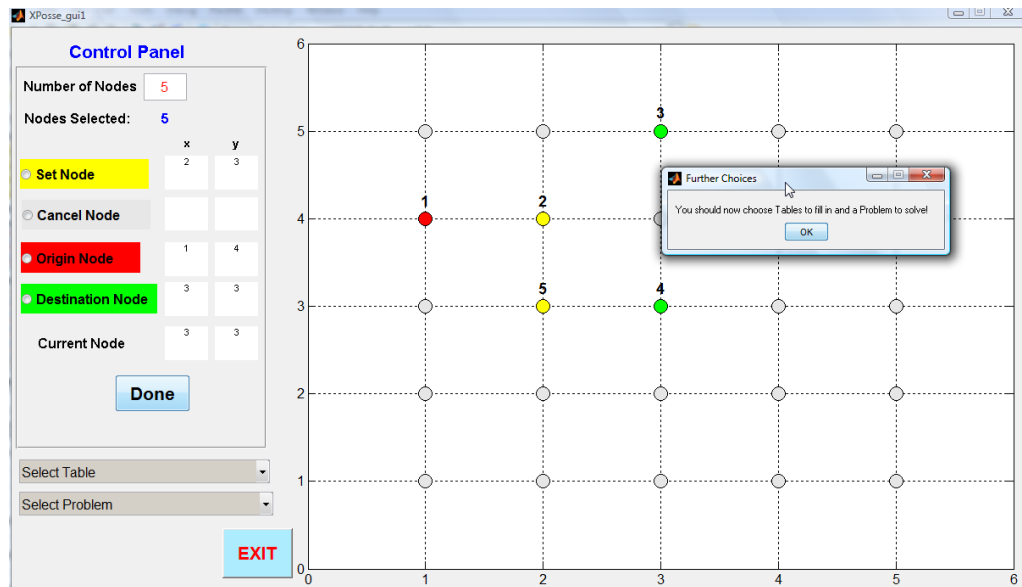 XPosse_gui1
Control Panel
Number of Nodes 5
Nodes Selected: 5
x y
Set Node 2 3
Cancel Node
Origin Node 1 4
Destination Node 3 3
Current Node 3 3
Done
Select Table
Select Problem
EXIT
6
5
4
3
2
1
0
0 1 2 3 4 5 6
3
1 2
5 4
Further Choices
You should now choose Tables to fill in and a Problem to solve!
OK